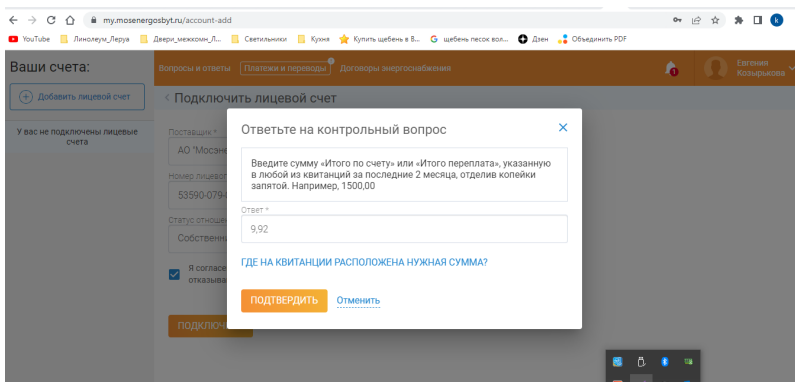 my.mosenergosbyt.ru/account-add
YouTube Линолеум_Леруа Двери_межкомн_Л... Светильники Кухня Купить щебень в В... щебень песок вол... Дзен Объединить PDF
Ваши счета:
Вопросы и ответы Платежи и переводы Договоры энергоснабжения
Евгения
Козырькова
Добавить лицевой счет
Подключить лицевой счет
У вас не подключены лицевые
счета
Поставщик *
АО "Мосэне
Номер лицевог
53590-079-
Статус отношен
Собственн
Я согласе
отказыва
ПОДКЛЮЧ
Ответьте на контрольный вопрос
Введите сумму «Итого по счету» или «Итого переплата», указанную
в любой из квитанций за последние 2 месяца, отделив копейки
запятой. Например, 1500,00
Ответ *
9,92
ГДЕ НА КВИТАНЦИИ РАСПОЛОЖЕНА НУЖНАЯ СУММА?
ПОДТВЕРДИТЬ Отменить